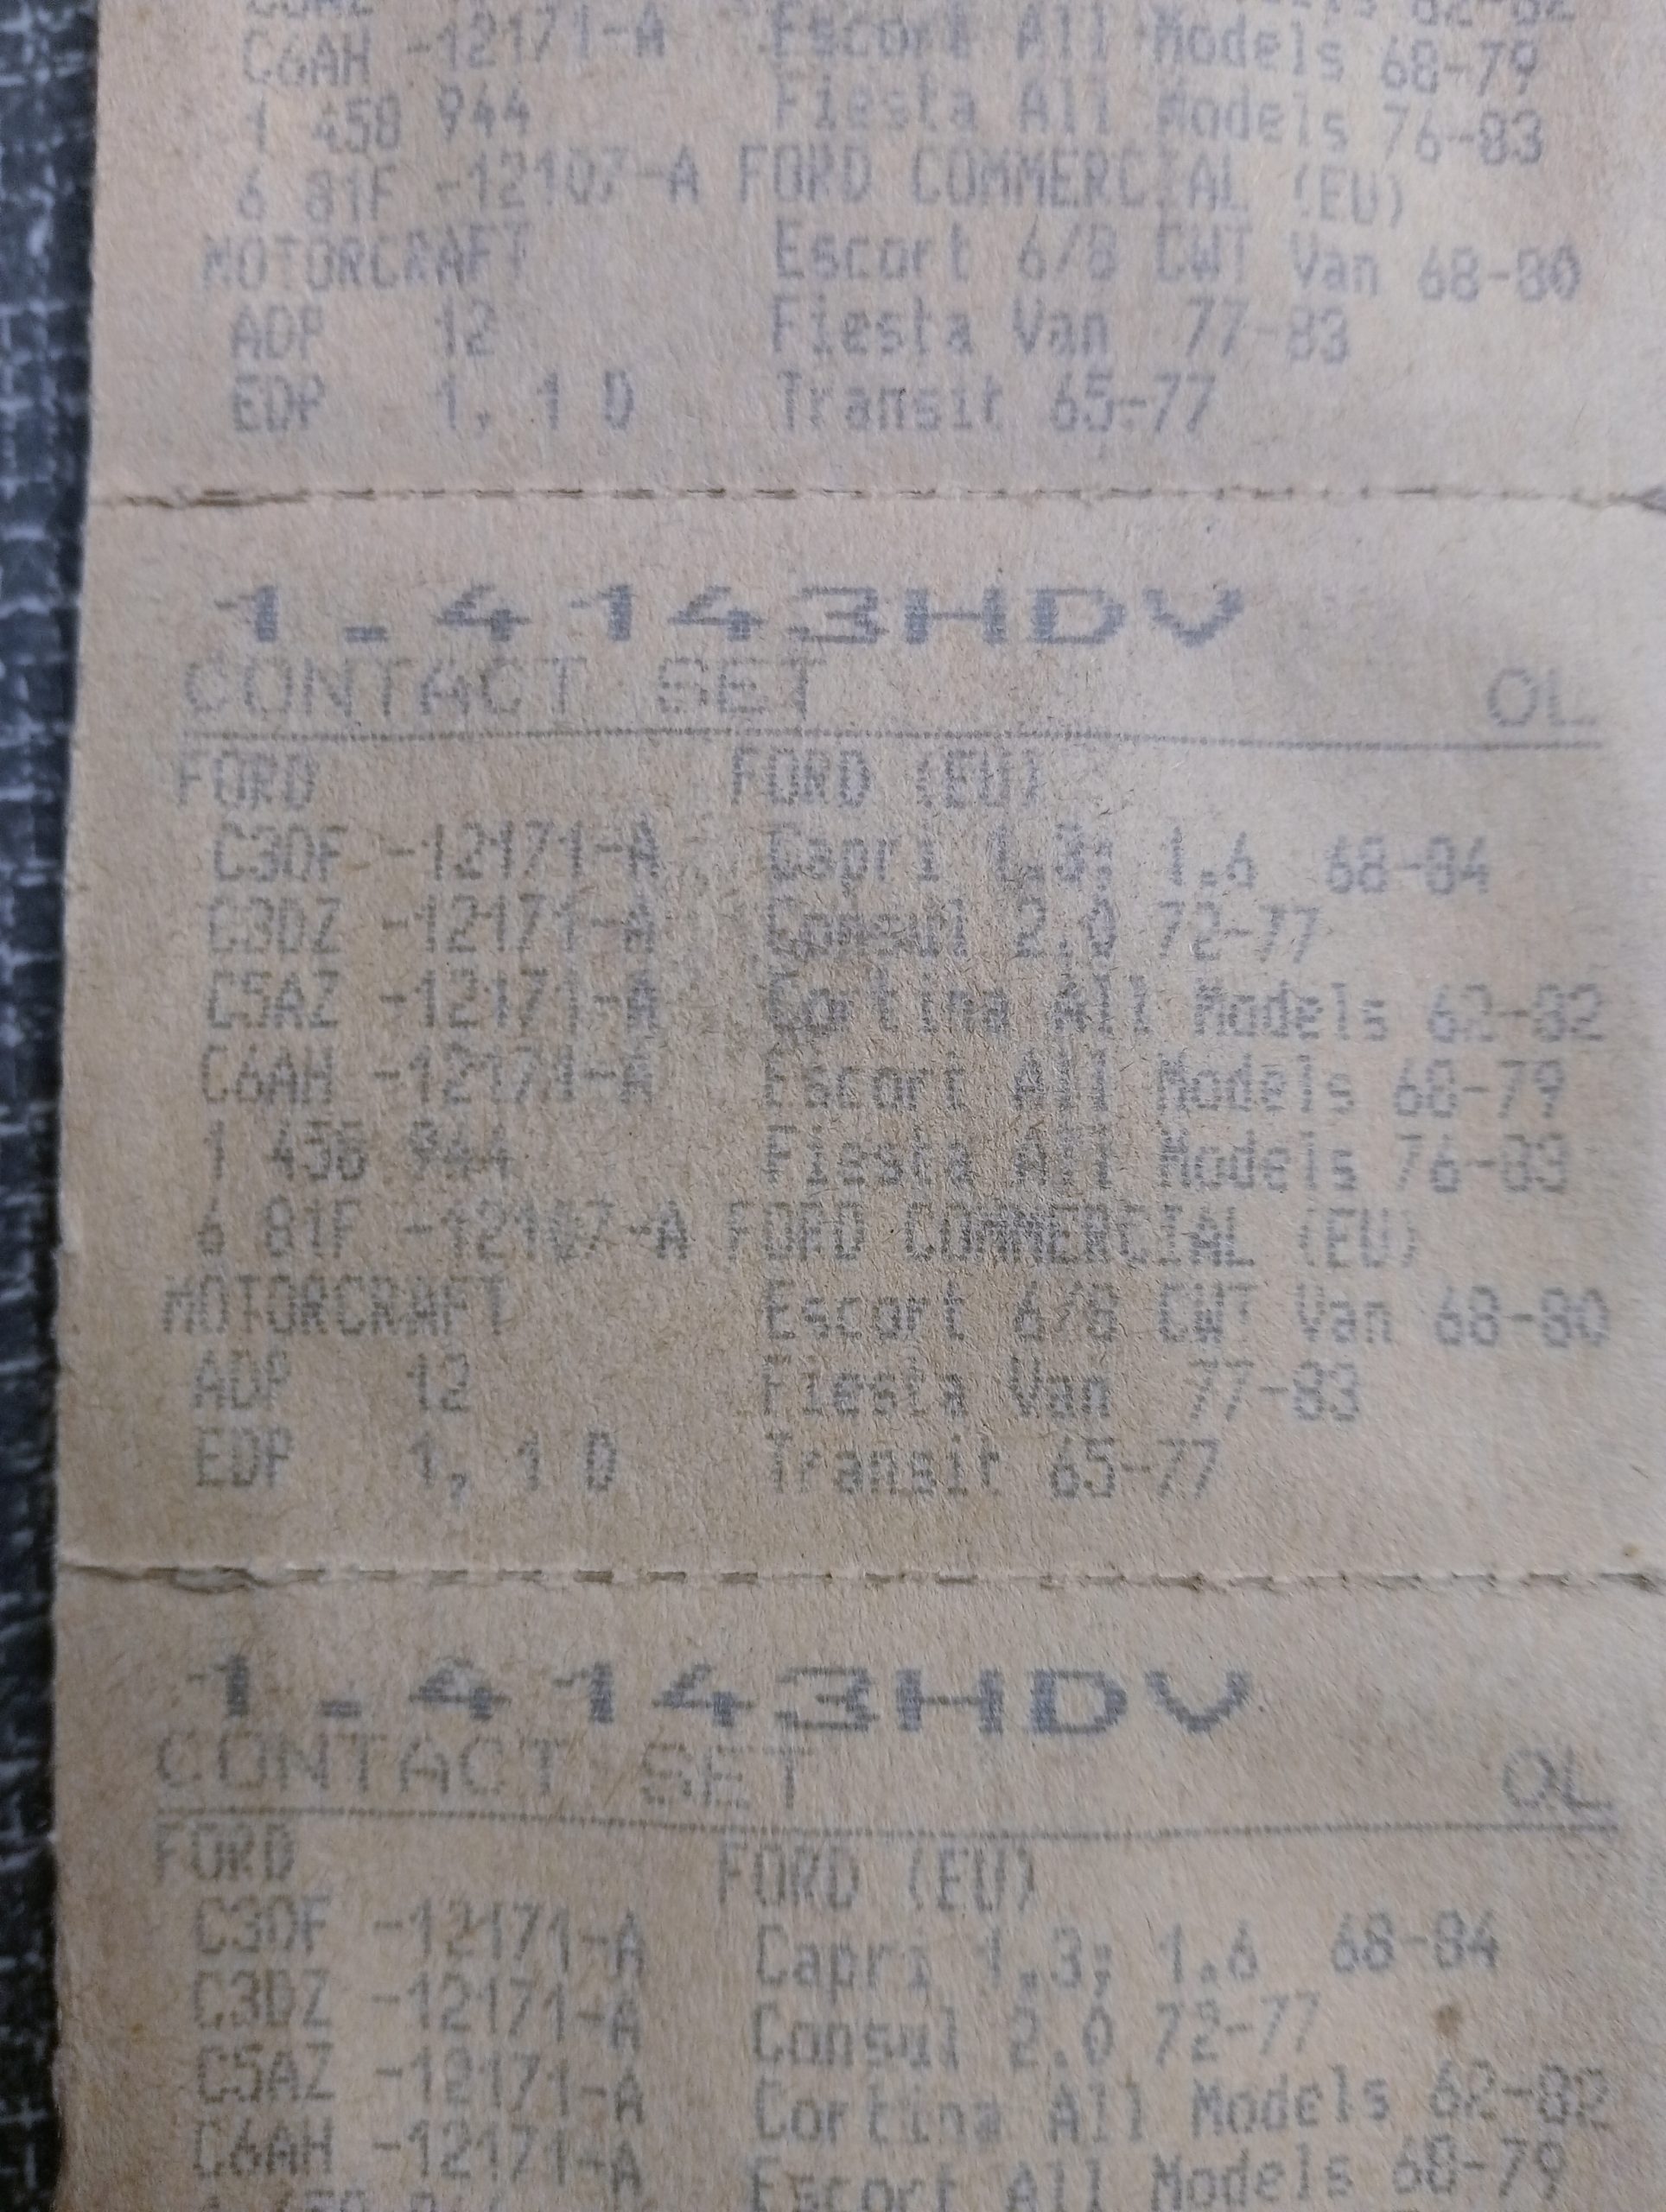 C6AH -12171-A Escort All Models 68-79
1 458 944 Fiesta All Models 76-83
6 81F -12107-A FORD COMMERCIAL (EU)
MOTORCRAFT Escort 6/8 CWT Van 68-80
ADP 12 Fiesta Van 77-83
EDP 1, 1 D Transit 65-77
1.4143HDV
CONTACT SET OL
FORD FORD (EU)
C3OF -12171-A Capri 1.3; 1.6 68-84
C3DZ -12171-A Consul 2.0 72-77
C5AZ -12171-A Cortina All Models 62-82
C6AH -12171-A Escort All Models 68-79
1 458 944 Fiesta All Models 76-83
6 81F -12107-A FORD COMMERCIAL (EU)
MOTORCRAFT Escort 6/8 CWT Van 68-80
ADP 12 Fiesta Van 77-83
EDP 1, 1 D Transit 65-77
1.4143HDV
CONTACT SET OL
FORD FORD (EU)
C3OF -12171-A Capri 1.3; 1.6 68-84
C3DZ -12171-A Consul 2.0 72-77
C5AZ -12171-A Cortina All Models 62-82
C6AH -12171-A Escort All Models 68-79